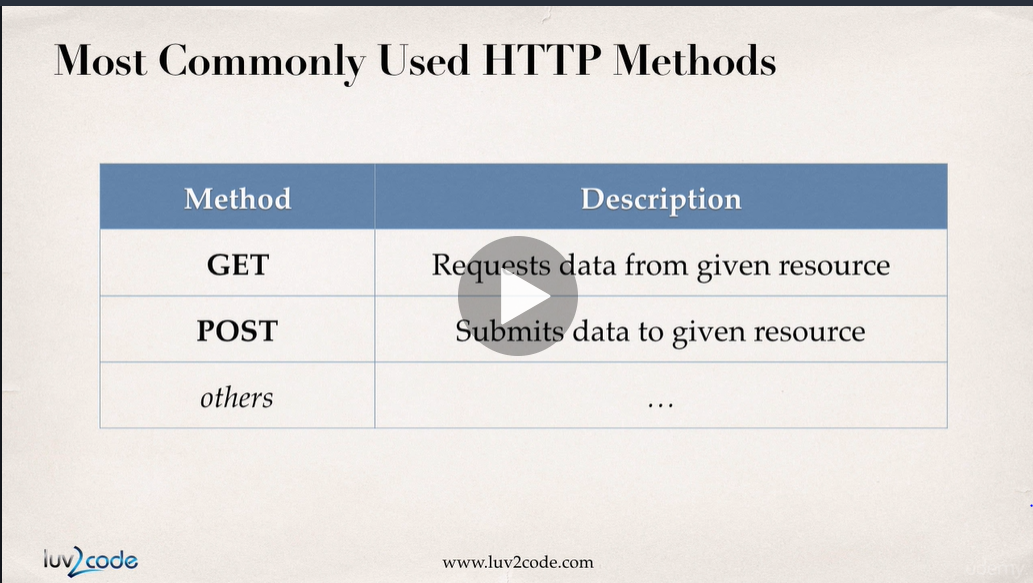 Most Commonly Used HTTP Methods
Method Description
GET Requests data from given resource
POST Submits data to given resource
others ...
luv2code www.luv2code.com
udemy